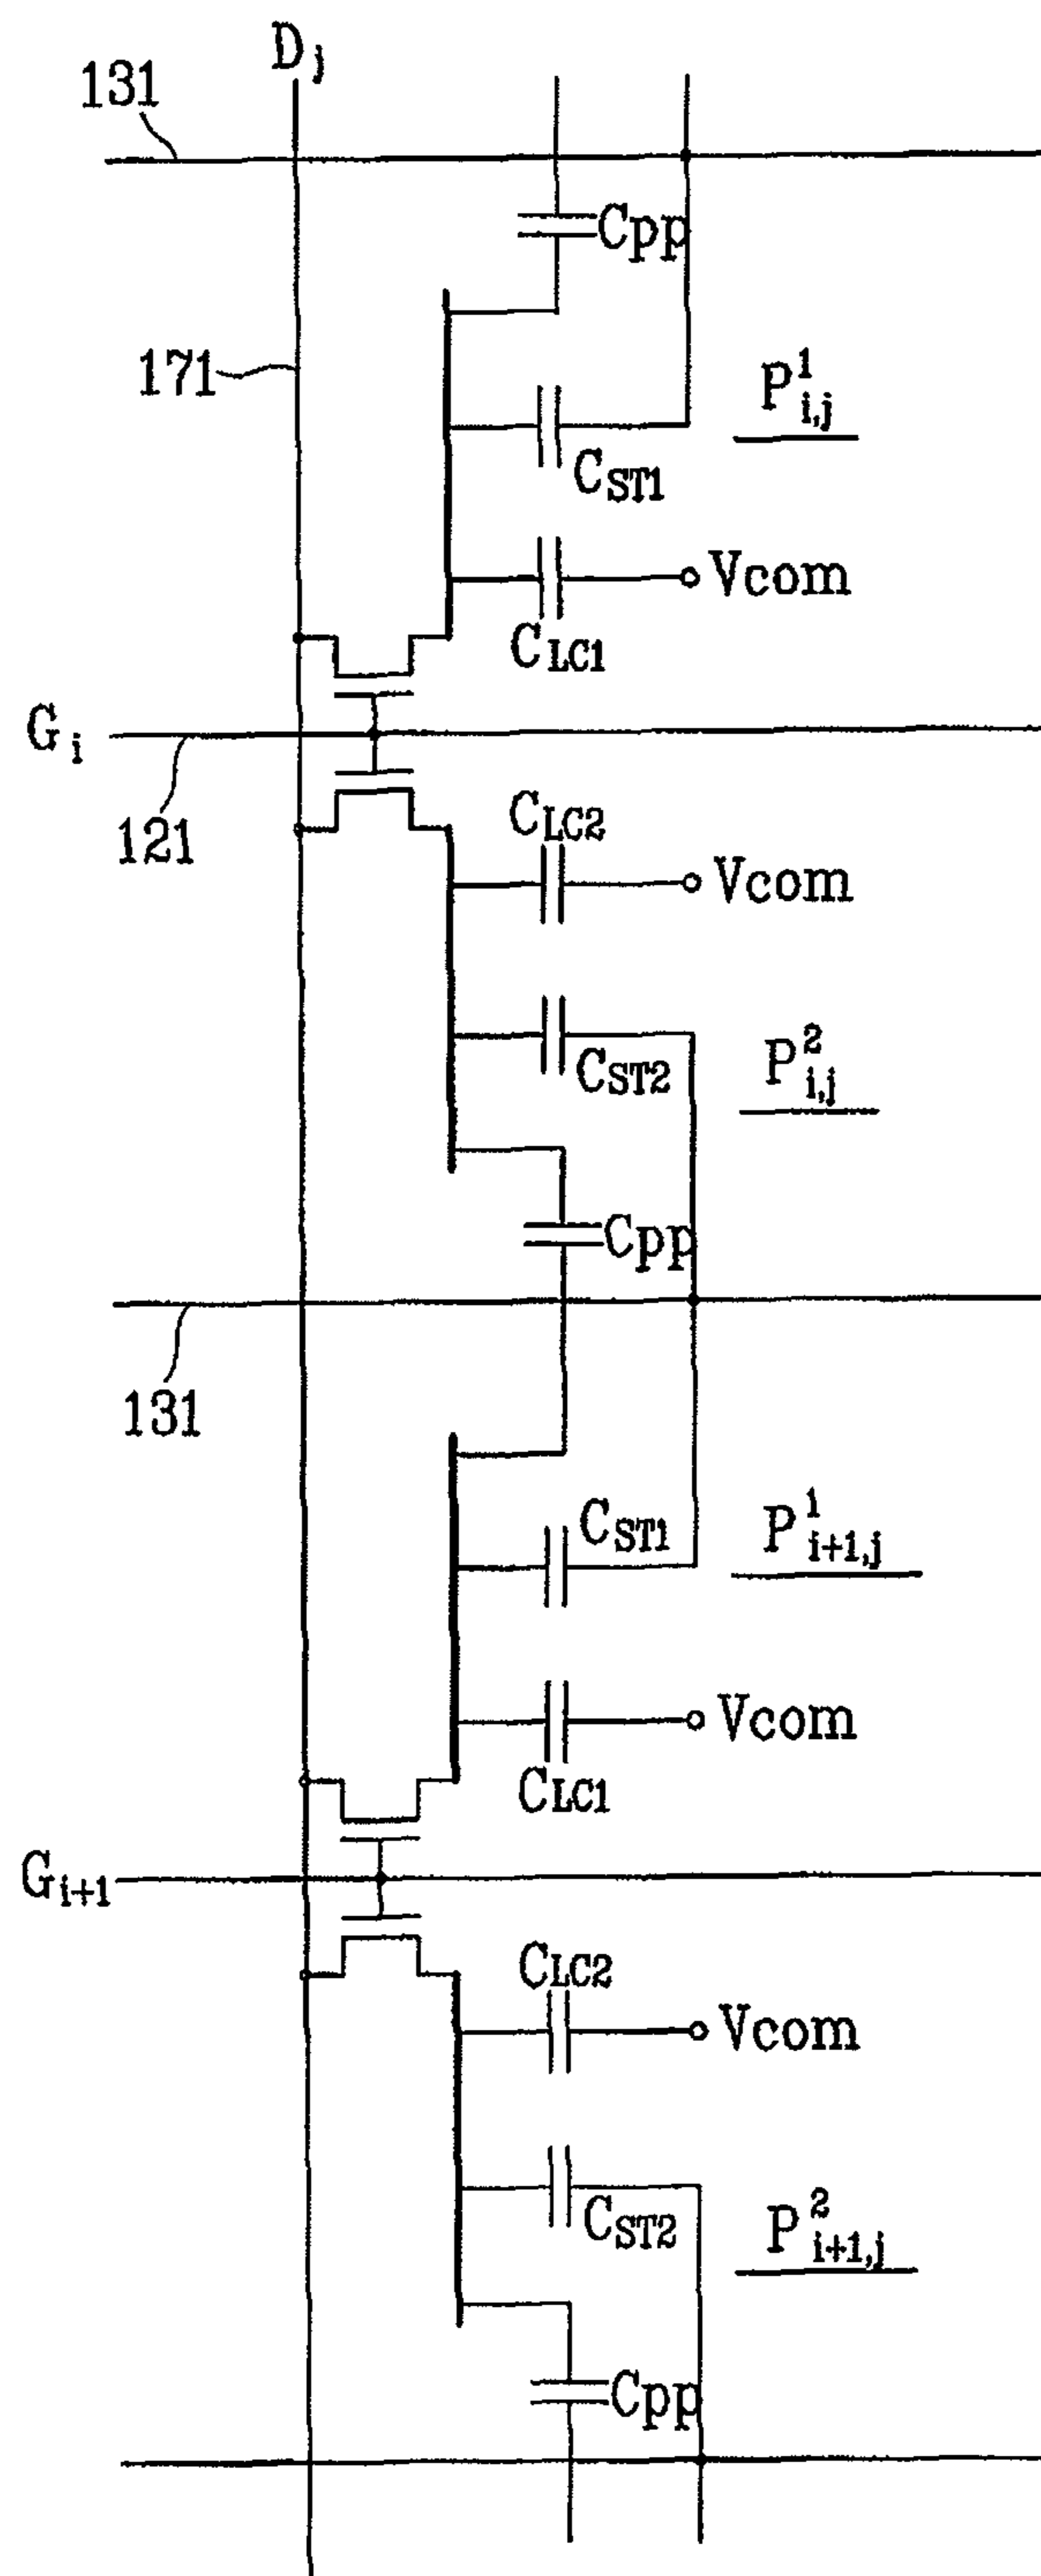 Dj
131
Cpp
171
P¹i,j
CST1
Vcom
CLC1
Gi
121
CLC2
Vcom
CST2
P²i,j
Cpp
131
CST1
P¹i+1,j
Vcom
CLC1
Gi+1
CLC2
Vcom
CST2
P²i+1,j
Cpp